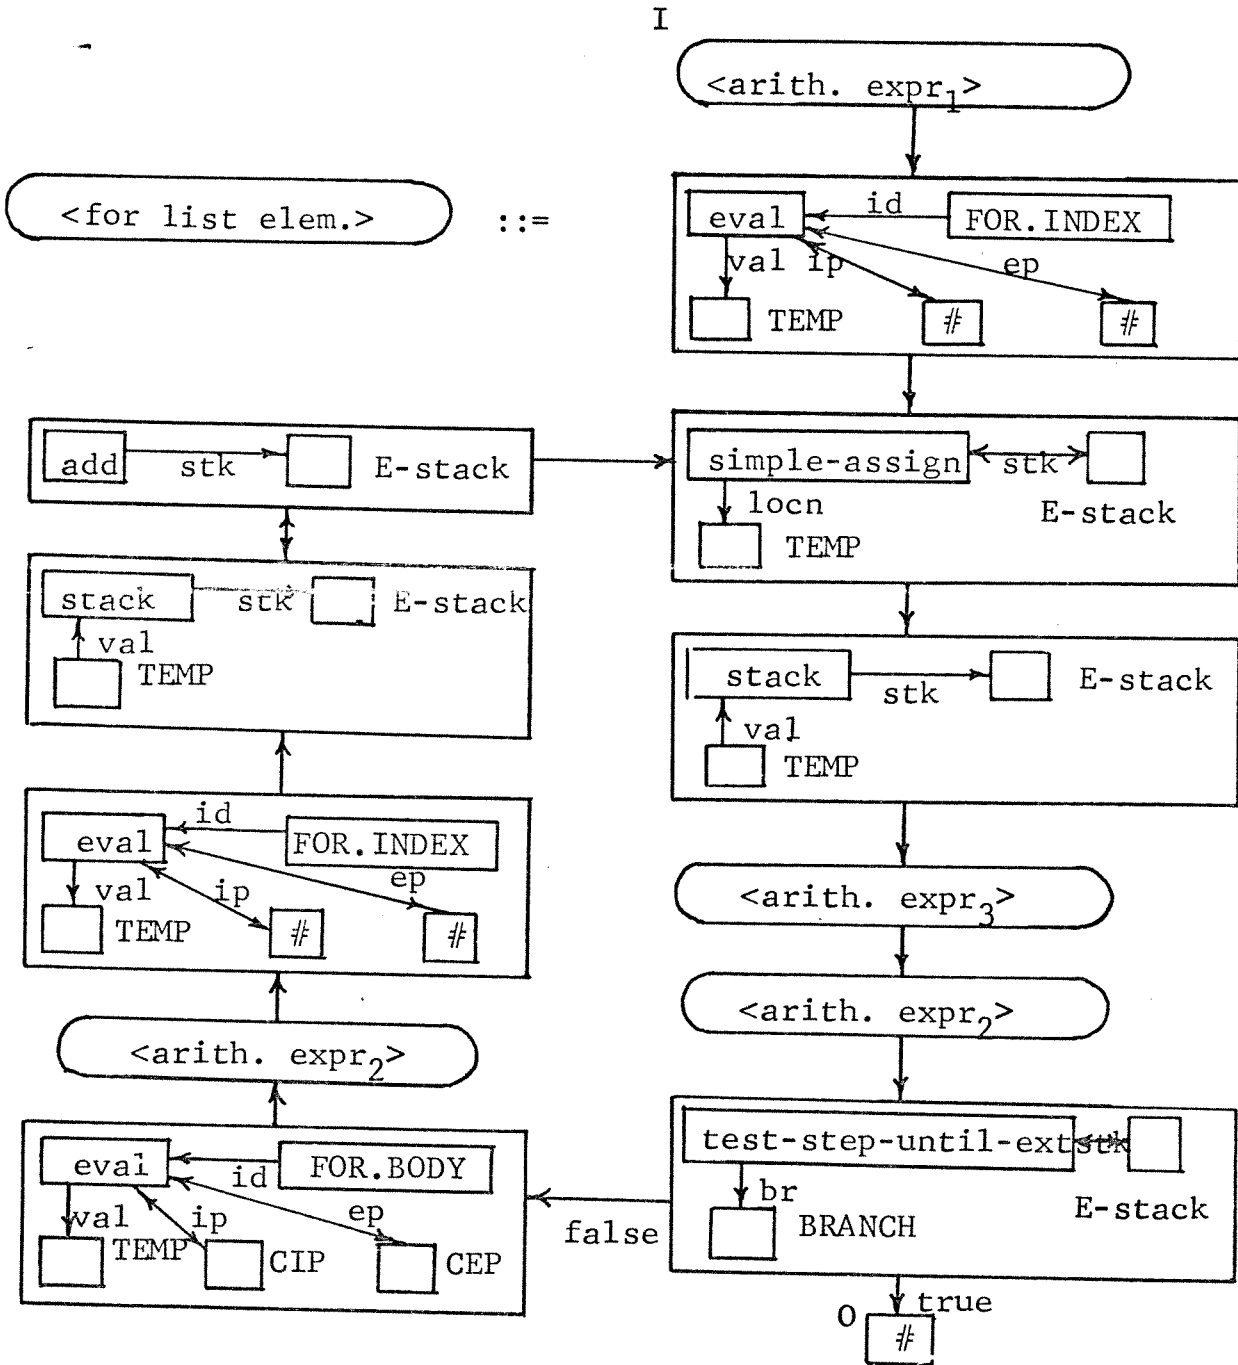 I
<arith. expr1>
<for list elem.> ::=
eval id FOR.INDEX
val ip ep
TEMP # #
simple-assign stk
E-stack
locn
TEMP
stack stk E-stack
val
TEMP
<arith. expr3>
<arith. expr2>
test-step-until-ext stk
E-stack
br
BRANCH
false
true
O
#
eval id FOR.BODY
val ip ep
TEMP CIP CEP
<arith. expr2>
eval id FOR.INDEX
val ip ep
TEMP # #
stack stk E-stack
val
TEMP
add stk E-stack